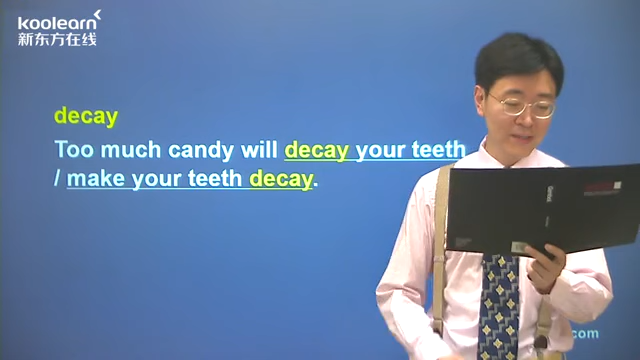 koolearn
新东方在线
decay
Too much candy will decay your teeth
/ make your teeth decay.
com